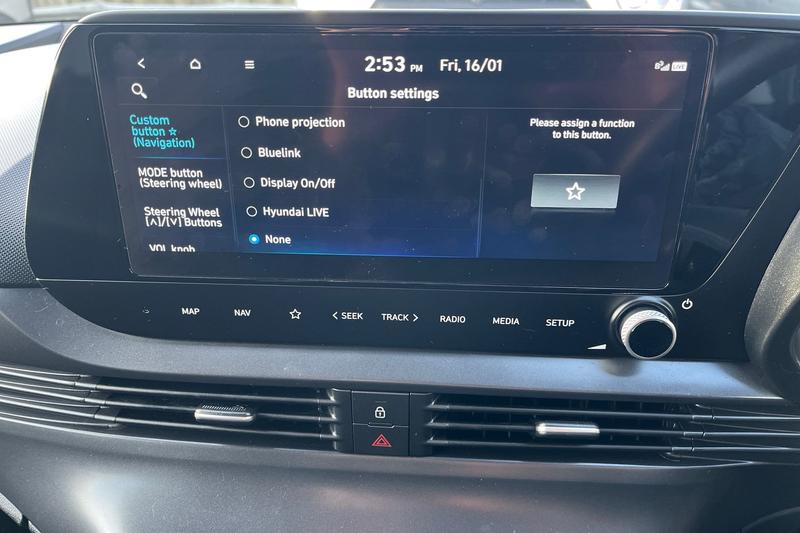 2:53 PM Fri, 16/01
LIVE
Button settings
Custom
button ☆
(Navigation)
MODE button
(Steering wheel)
Steering Wheel
[∧]/[∨] Buttons
VOL knob
Phone projection
Bluelink
Display On/Off
Hyundai LIVE
None
Please assign a function
to this button.
MAP NAV ☆ < SEEK TRACK > RADIO MEDIA SETUP